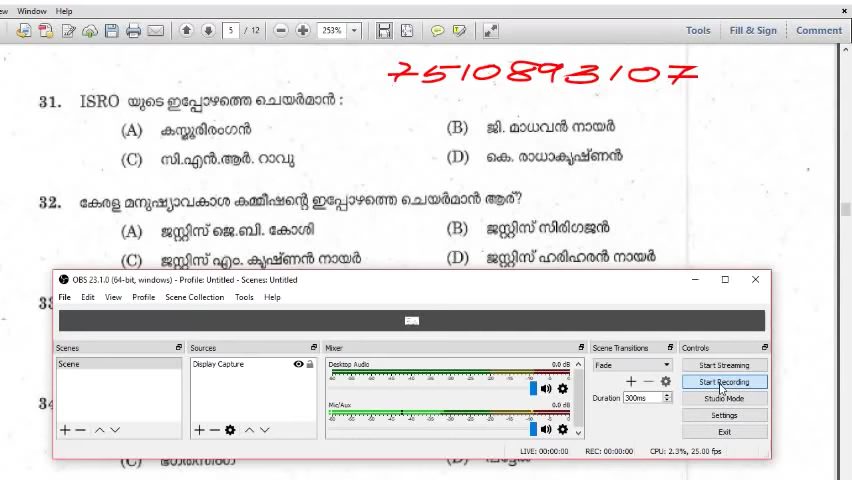 ew Window Help
5 / 12 253% Tools Fill & Sign Comment
7510893107
31. ISRO യുടെ ഇപ്പോഴത്തെ ചെയർമാൻ :
(A) കസ്തൂരിരംഗൻ (B) ജി. മാധവൻ നായർ
(C) സി.എൻ.ആർ. റാവു (D) കെ. രാധാകൃഷ്ണൻ
32. കേരള മനുഷ്യാവകാശ കമ്മീഷന്റെ ഇപ്പോഴത്തെ ചെയർമാൻ ആര്?
(A) ജസ്റ്റിസ് ജെ.ബി. കോശി (B) ജസ്റ്റിസ് സിരിഗജൻ
(C) ജസ്റ്റിസ് എം. കൃഷ്ണൻ നായർ (D) ജസ്റ്റിസ് ഹരിഹരൻ നായർ
OBS 23.1.0 (64-bit, windows) - Profile: Untitled - Scenes: Untitled
File Edit View Profile Scene Collection Tools Help
Scenes Sources Mixer Scene Transitions Controls
Scene Display Capture Desktop Audio 0.0 dB Fade Start Streaming
Start Recording
Mic/Aux 0.0 dB Duration 300ms Studio Mode
Settings
Exit
LIVE: 00:00:00 REC: 00:00:00 CPU: 2.3%, 25.00 fps
34
(C) (D)